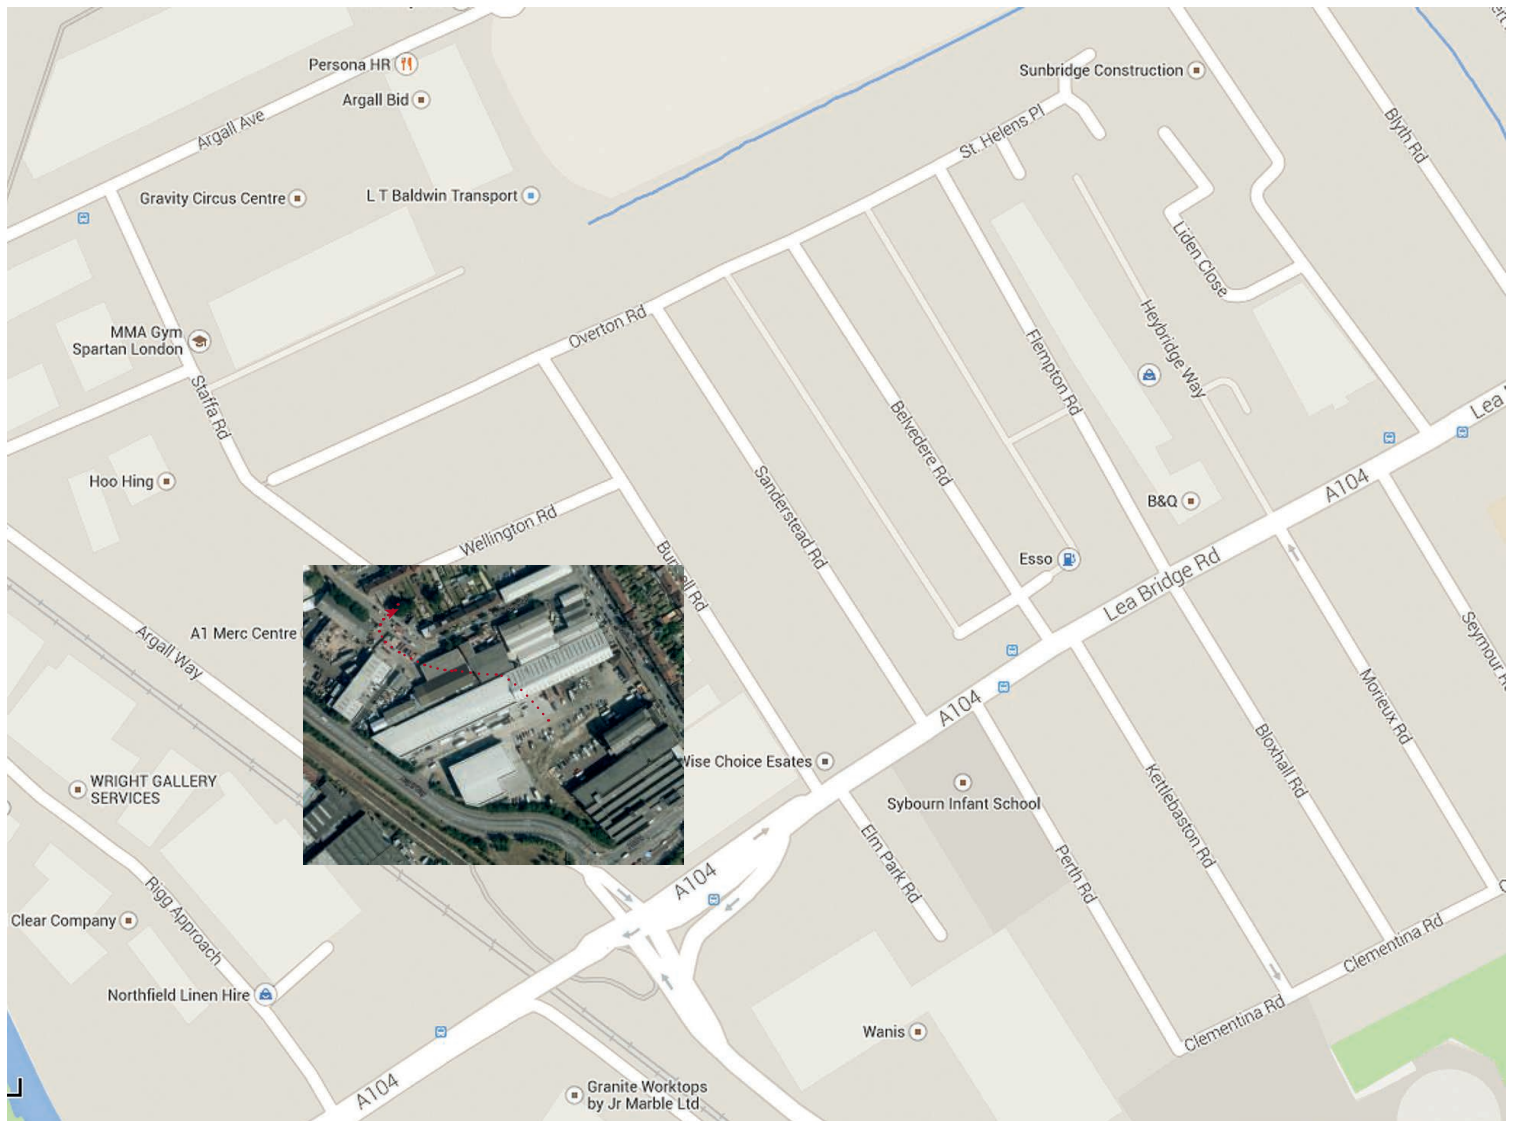 Persona HR
Argall Bid
Sunbridge Construction
Argall Ave
St. Helens Pl
Blyth Rd
Gravity Circus Centre
L T Baldwin Transport
Liden Close
MMA Gym
Spartan London
Overton Rd
Heybridge Way
Flempton Rd
Staffa Rd
Belvedere Rd
Lea
Hoo Hing
Sanderstead Rd
B&Q
A104
Wellington Rd
Esso
Lea Bridge Rd
A1 Merc Centre
Argall Way
Seymour
Morieux Rd
A104
Wise Choice Esates
Bloxhall Rd
WRIGHT GALLERY
SERVICES
Sybourn Infant School
Kettlebaston Rd
Elm Park Rd
Perth Rd
A104
Rigg Approach
Clear Company
Clementina Rd
Northfield Linen Hire
Clementina Rd
Wanis
A104
Granite Worktops
by Jr Marble Ltd